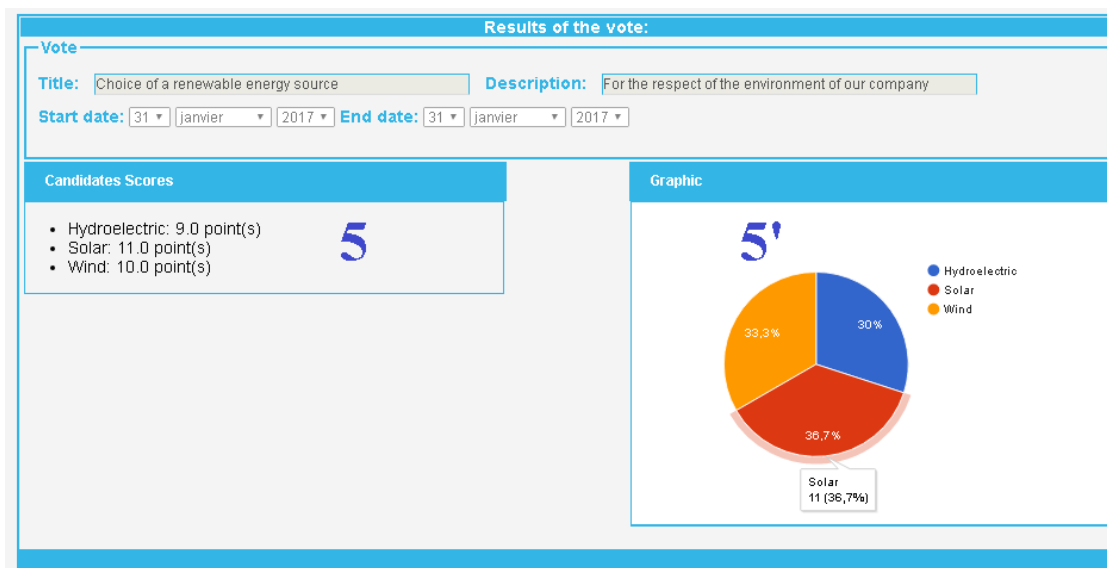 Results of the vote:
Vote
Title: Choice of a renewable energy source Description: For the respect of the environment of our company
Start date: 31 janvier 2017 End date: 31 janvier 2017
Candidates Scores
• Hydroelectric: 9.0 point(s)
• Solar: 11.0 point(s)
• Wind: 10.0 point(s)
5
Graphic
5'
Hydroelectric
Solar
Wind
33,3%
30%
36,7%
Solar
11 (36,7%)